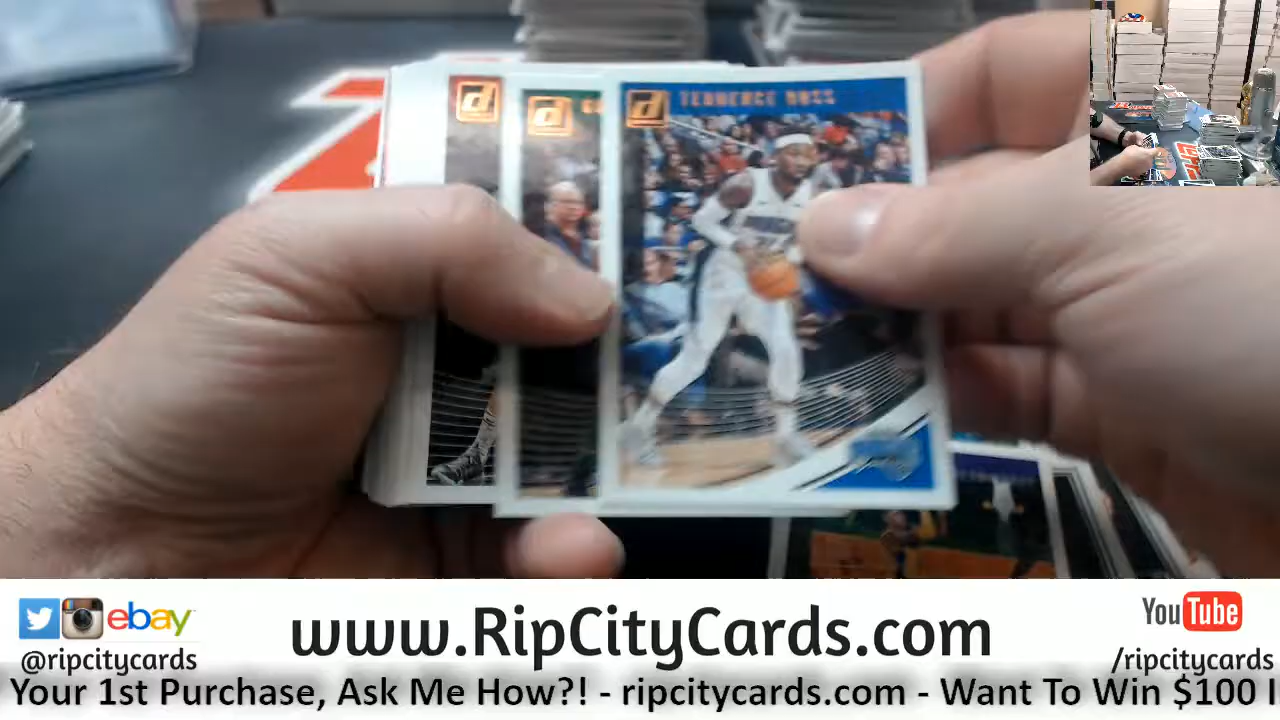 TERRENCE ROSS
ebay
www.RipCityCards.com
YouTube
@ripcitycards
/ripcitycards
Your 1st Purchase, Ask Me How?! - ripcitycards.com - Want To Win $100 I